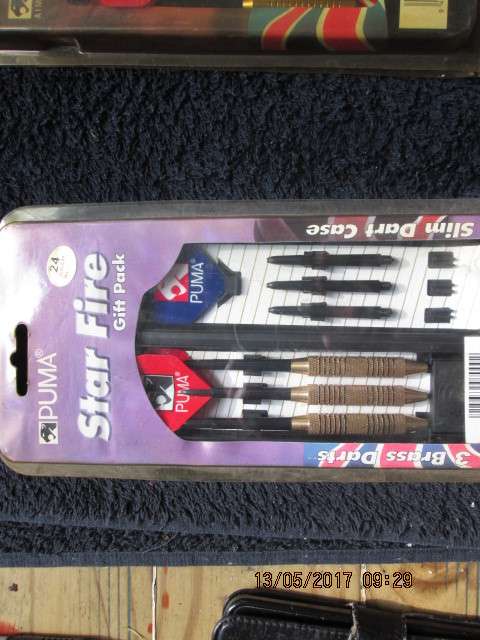 PUMA®
Star Fire
Gift Pack
24
Slim Dart Case
PUMA
PUMA
3 Brass Darts
13/05/2017 09:29